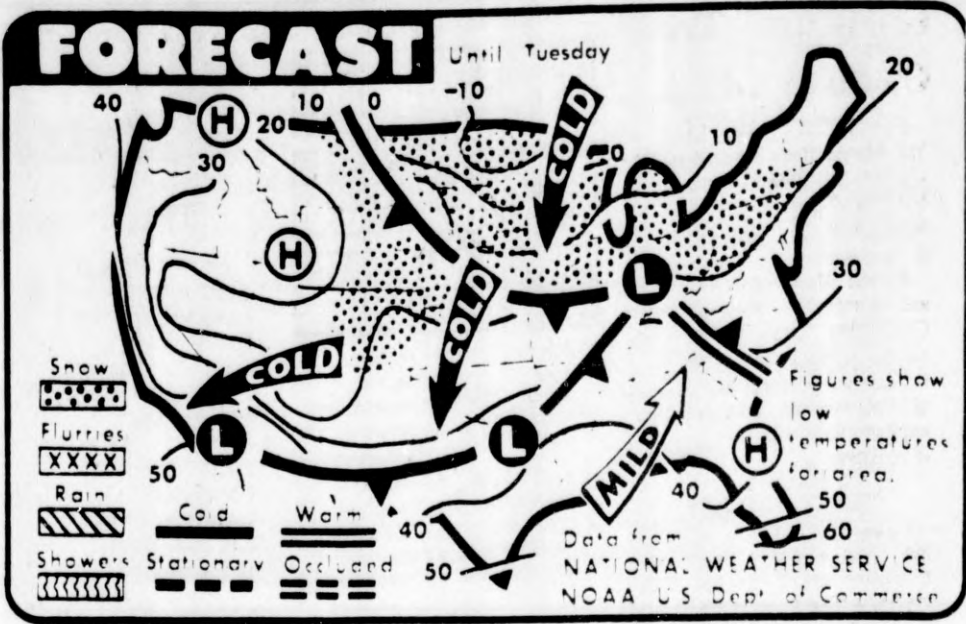 FORECAST Until Tuesday
-10
40 20 10 0 20
H
30 10
COLD
H
L
30
COLD
COLD
MILD
Snow
Flurries
XXXX
Rain
Showers
L
L
H
50
40
50
40
50
60
Cold Warm
Stationary Occluded
Figures show
low
temperatures
for area.
Data from
NATIONAL WEATHER SERVICE
NOAA U S Dept of Commerce